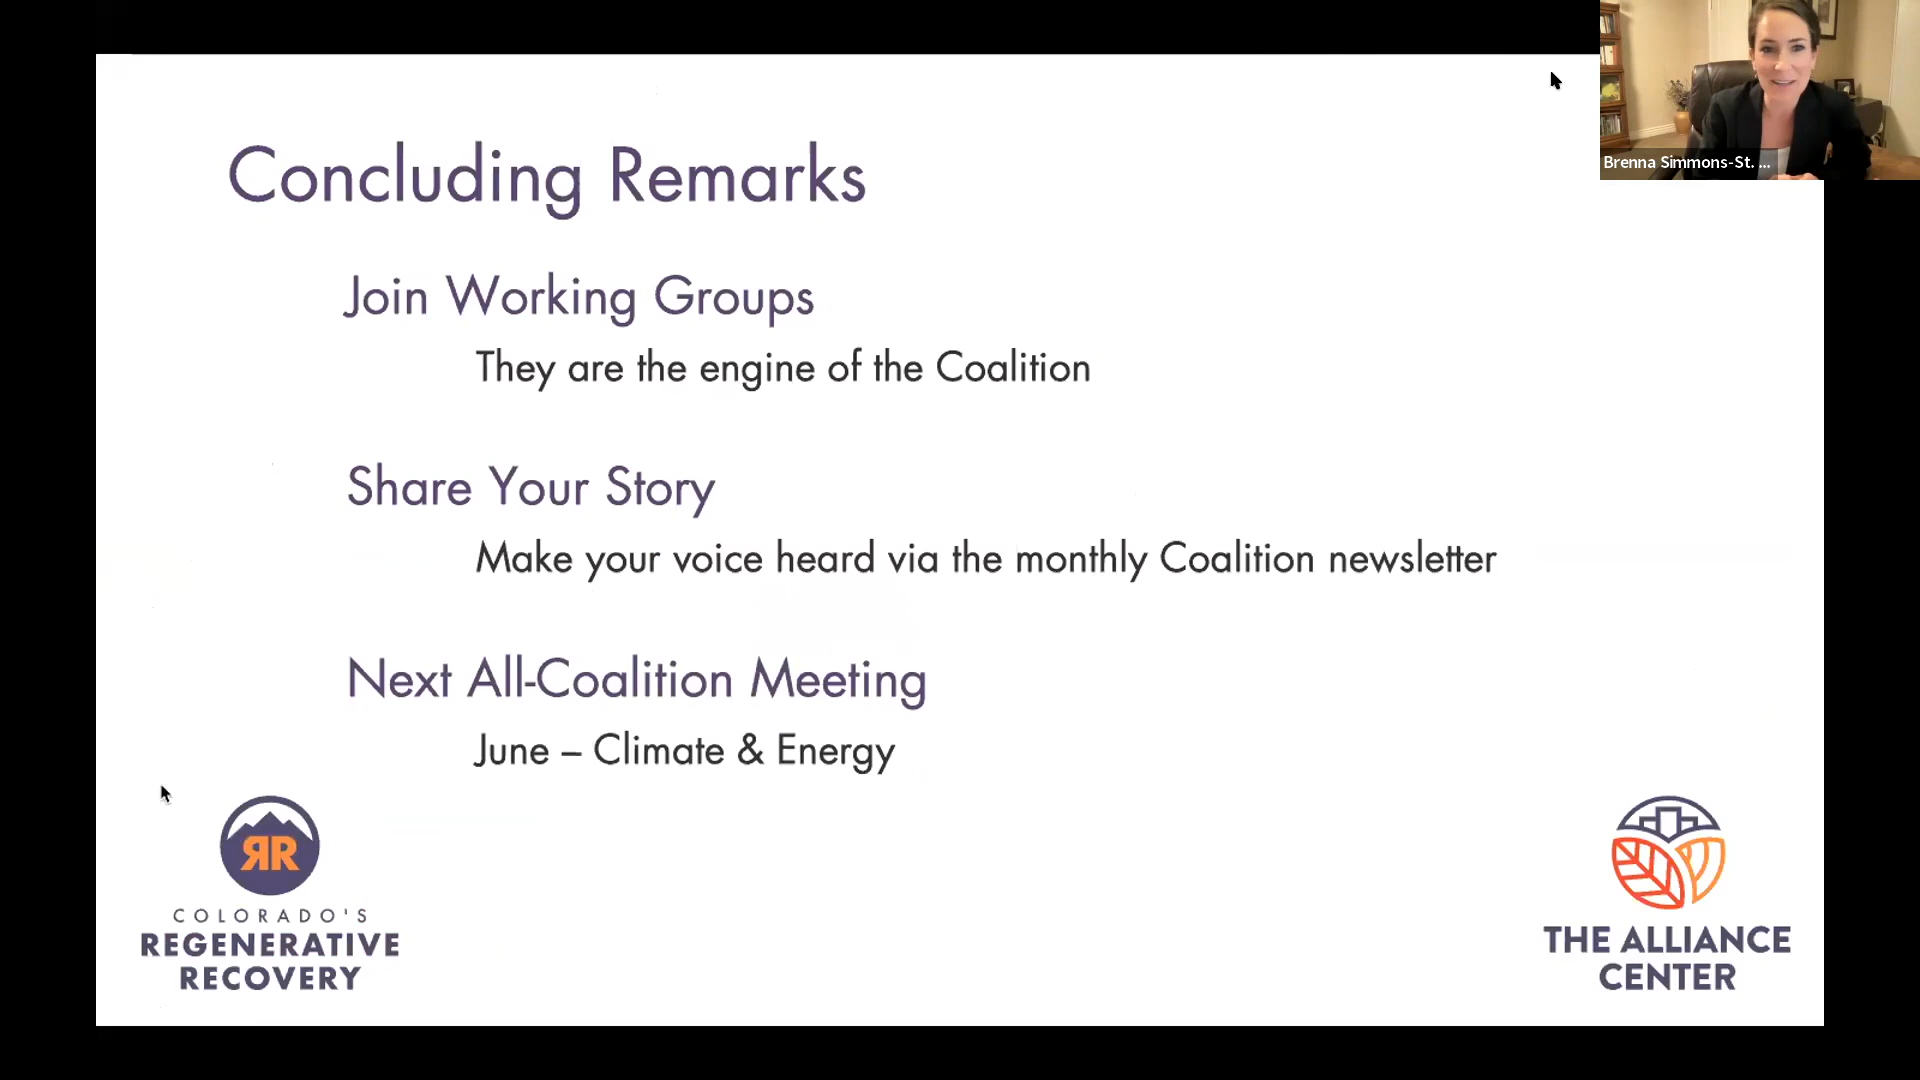 Brenna Simmons-St. ...
Concluding Remarks
Join Working Groups
They are the engine of the Coalition
Share Your Story
Make your voice heard via the monthly Coalition newsletter
Next All-Coalition Meeting
June – Climate & Energy
ЯR
COLORADO'S
REGENERATIVE
RECOVERY
THE ALLIANCE
CENTER